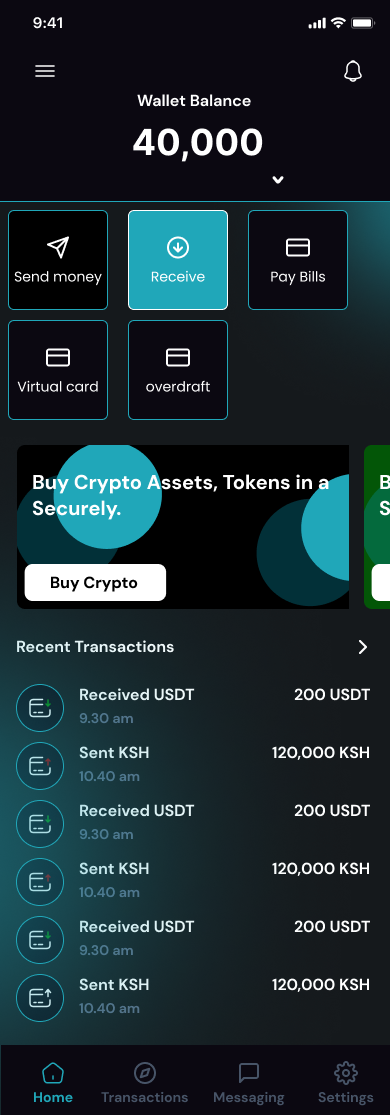 9:41
Wallet Balance
40,000
Send money
Receive
Pay Bills
Virtual card
overdraft
Buy Crypto Assets, Tokens in a
Securely.
Buy Crypto
B
S
Recent Transactions
Received USDT 200 USDT
9.30 am
Sent KSH 120,000 KSH
10.40 am
Received USDT 200 USDT
9.30 am
Sent KSH 120,000 KSH
10.40 am
Received USDT 200 USDT
9.30 am
Sent KSH 120,000 KSH
10.40 am
Home Transactions Messaging Settings